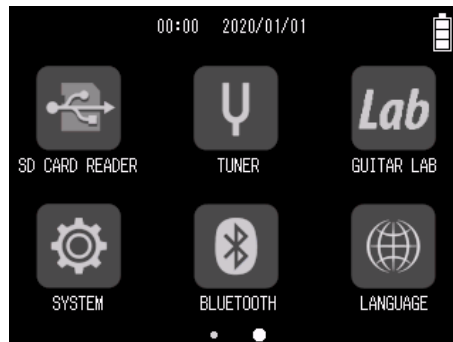 00:00 2020/01/01
Lab
SD CARD READER TUNER GUITAR LAB
SYSTEM BLUETOOTH LANGUAGE